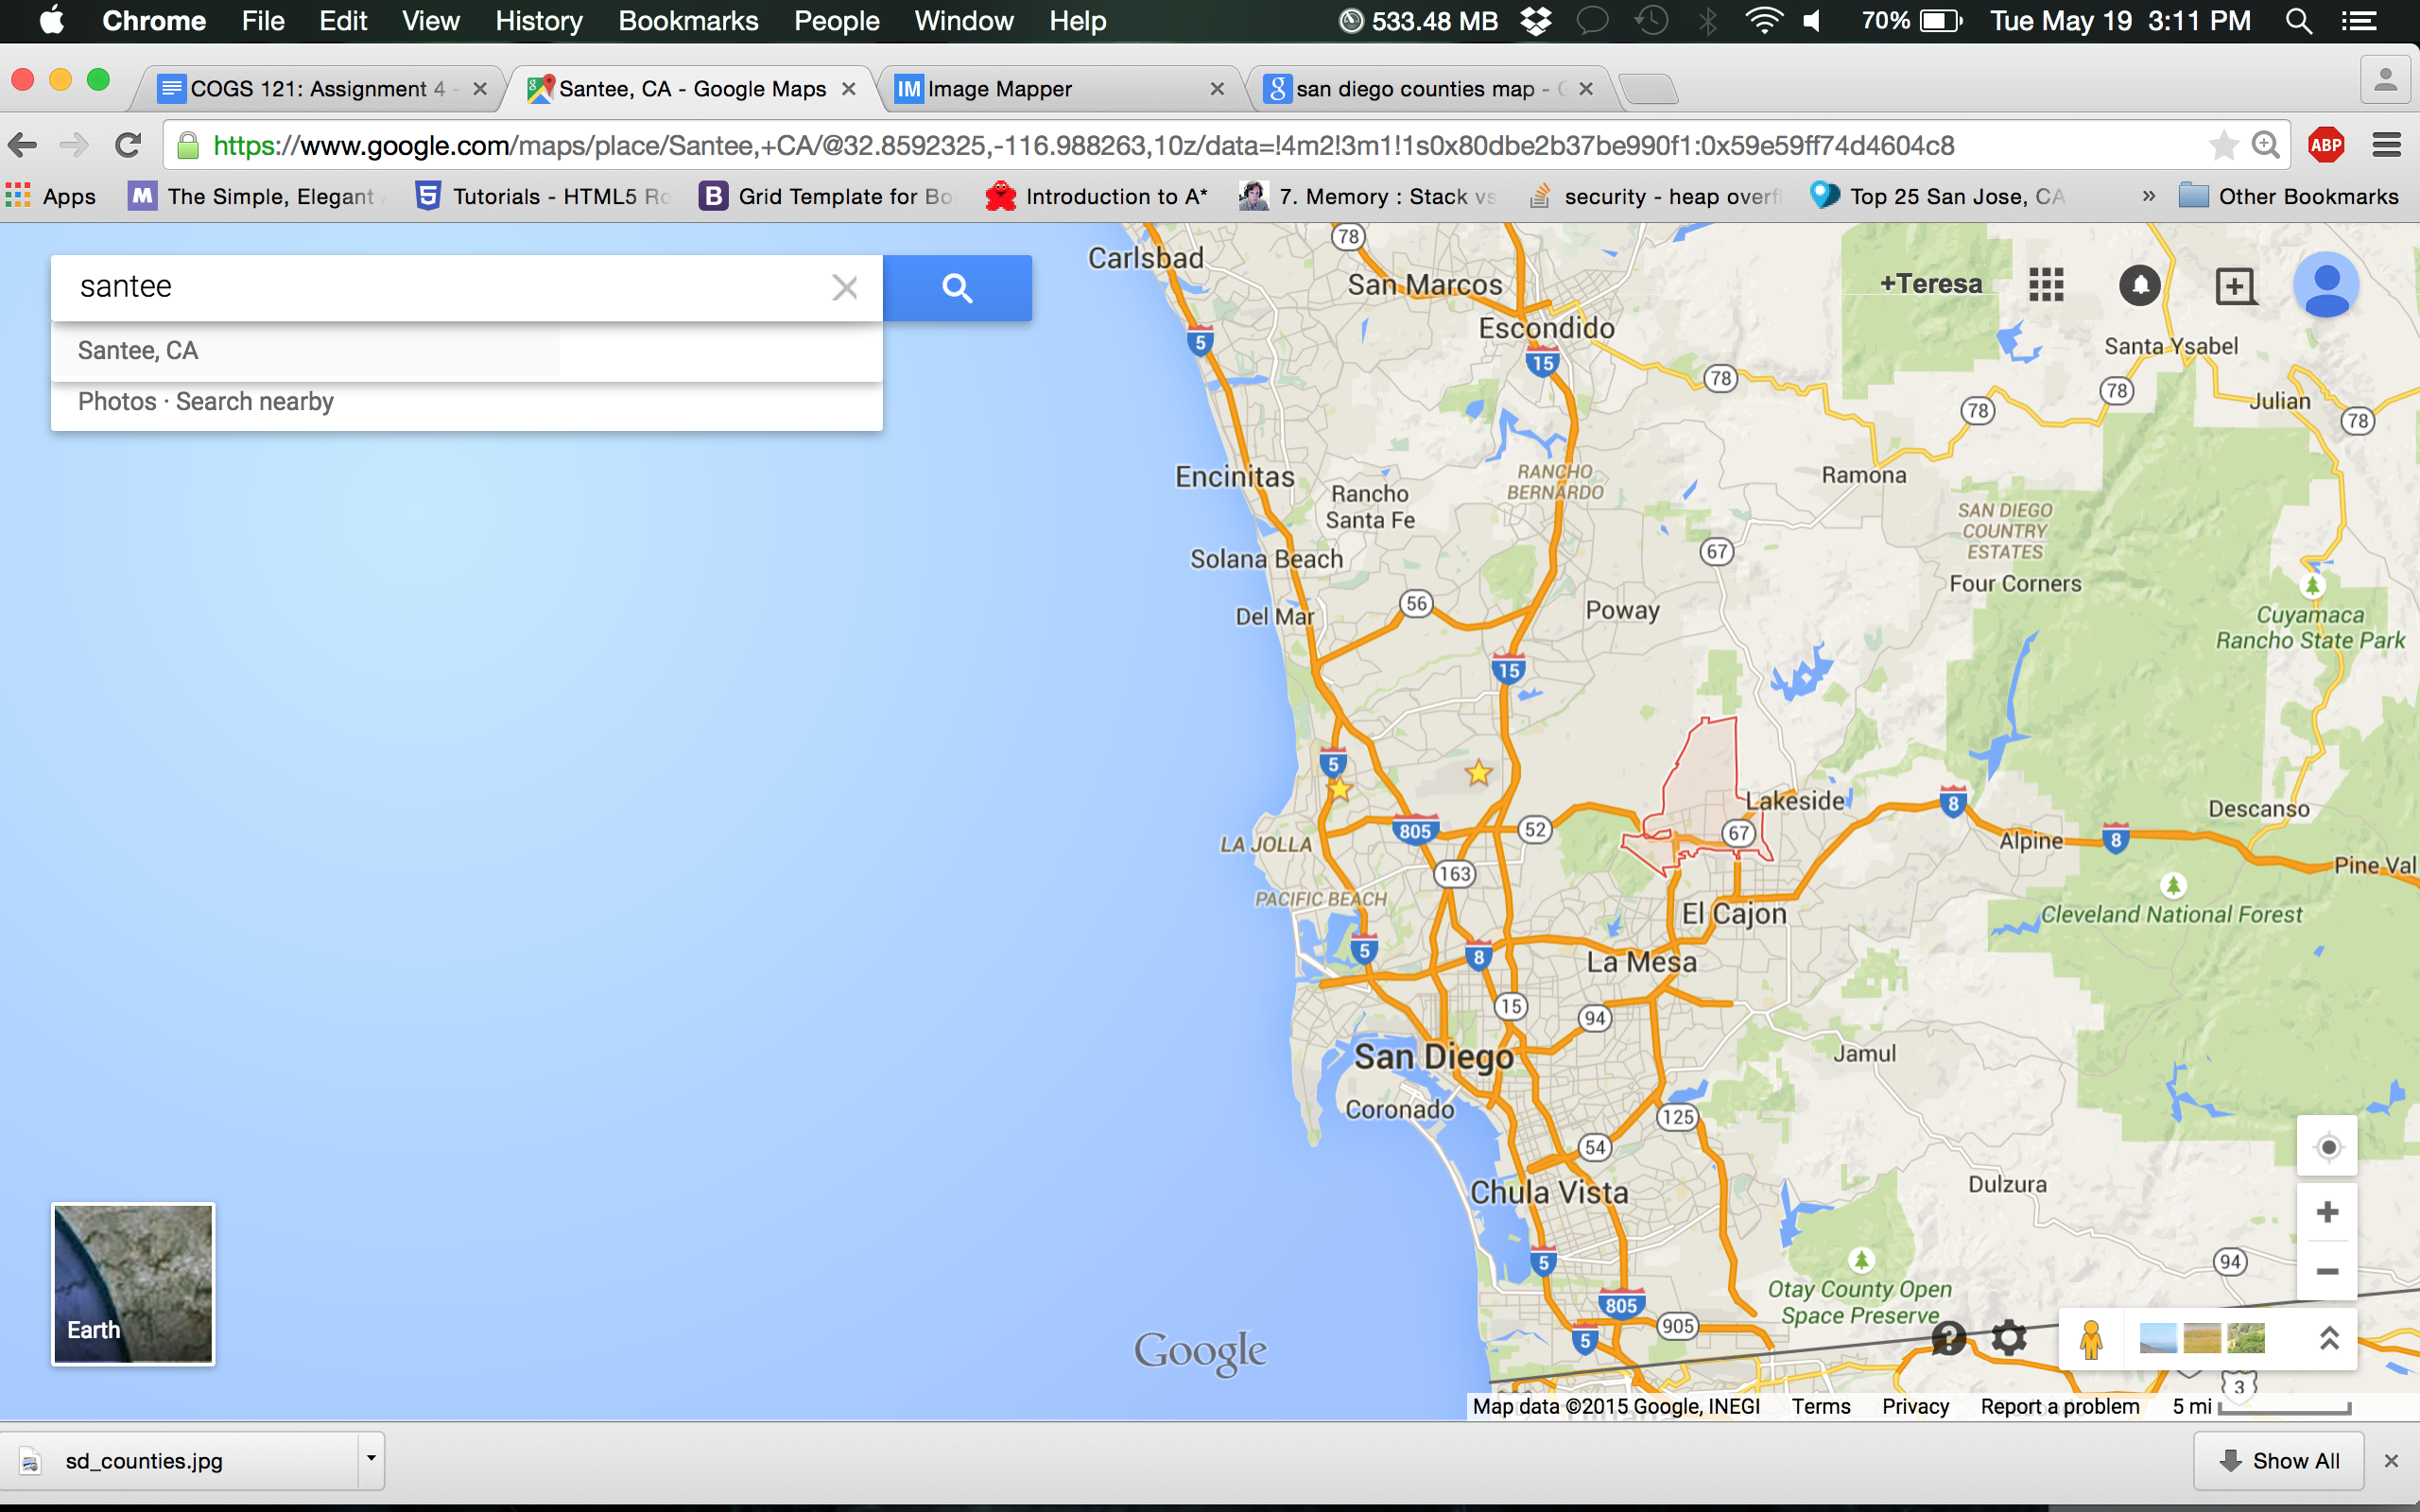 Chrome File Edit View History Bookmarks People Window Help 533.48 MB 70% Tue May 19 3:11 PM
COGS 121: Assignment 4 - Santee, CA - Google Maps IM Image Mapper g san diego counties map -
https://www.google.com/maps/place/Santee,+CA/@32.8592325,-116.988263,10z/data=!4m2!3m1!1s0x80dbe2b37be990f1:0x59e59ff74d4604c8 ABP
Apps M The Simple, Elegant 5 Tutorials - HTML5 Ro B Grid Template for Bo Introduction to A* 7. Memory : Stack vs security - heap overf Top 25 San Jose, CA » Other Bookmarks
santee
Santee, CA
Photos · Search nearby
+Teresa
78
Carlsbad
San Marcos
Escondido
5
15
78
Santa Ysabel
78
78
Julian
78
Encinitas
Rancho
Santa Fe
RANCHO
BERNARDO
Ramona
SAN DIEGO
COUNTRY
ESTATES
Solana Beach
67
Four Corners
Del Mar
56
Poway
Cuyamaca
Rancho State Park
15
5
Lakeside
805
52
67
8
Descanso
LA JOLLA
Alpine
8
Pine Val
163
PACIFIC BEACH
El Cajon
Cleveland National Forest
5
8
La Mesa
15
94
San Diego
Jamul
Coronado
125
54
Chula Vista
Dulzura
5
94
Otay County Open
Space Preserve
805
905
5
3
Earth
Google
Map data ©2015 Google, INEGI Terms Privacy Report a problem 5 mi
sd_counties.jpg
Show All